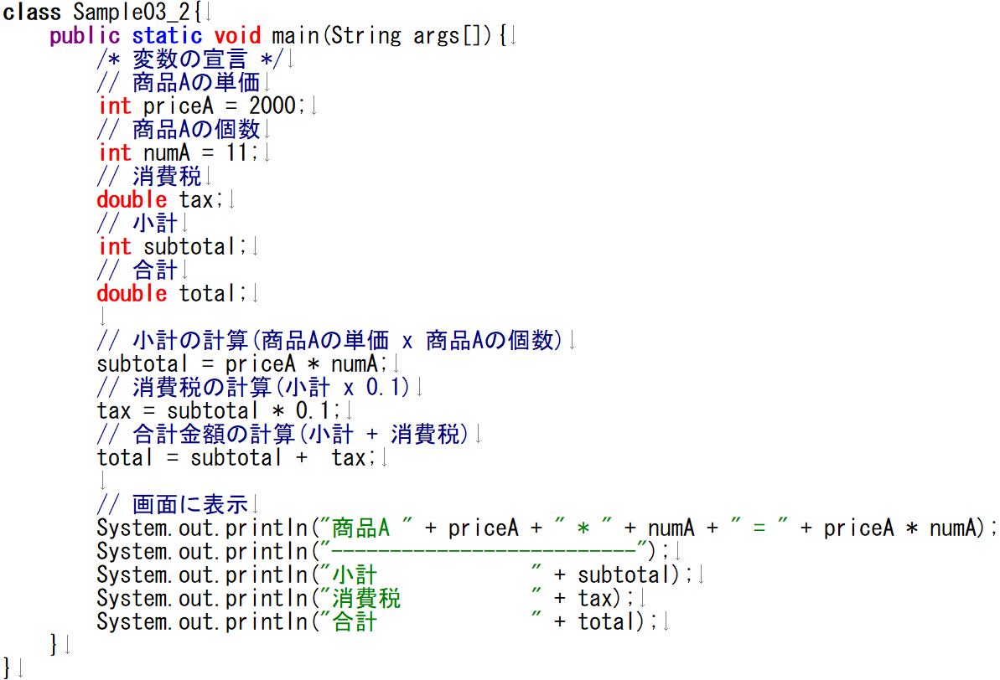 class Sample03_2{↓
    public static void main(String args[]){↓
        /* 変数の宣言 */↓
        // 商品Aの単価↓
        int priceA = 2000;↓
        // 商品Aの個数↓
        int numA = 11;↓
        // 消費税↓
        double tax;↓
        // 小計↓
        int subtotal;↓
        // 合計↓
        double total;↓
        ↓
        // 小計の計算(商品Aの単価 x 商品Aの個数)↓
        subtotal = priceA * numA;↓
        // 消費税の計算(小計 x 0.1)↓
        tax = subtotal * 0.1;↓
        // 合計金額の計算(小計 + 消費税)↓
        total = subtotal +  tax;↓
        ↓
        // 画面に表示↓
        System.out.println("商品A " + priceA + " * " + numA + " = " + priceA * numA);
        System.out.println("--------------------------");↓
        System.out.println("小計             " + subtotal);↓
        System.out.println("消費税           " + tax);↓
        System.out.println("合計             " + total);↓
    }↓
}↓